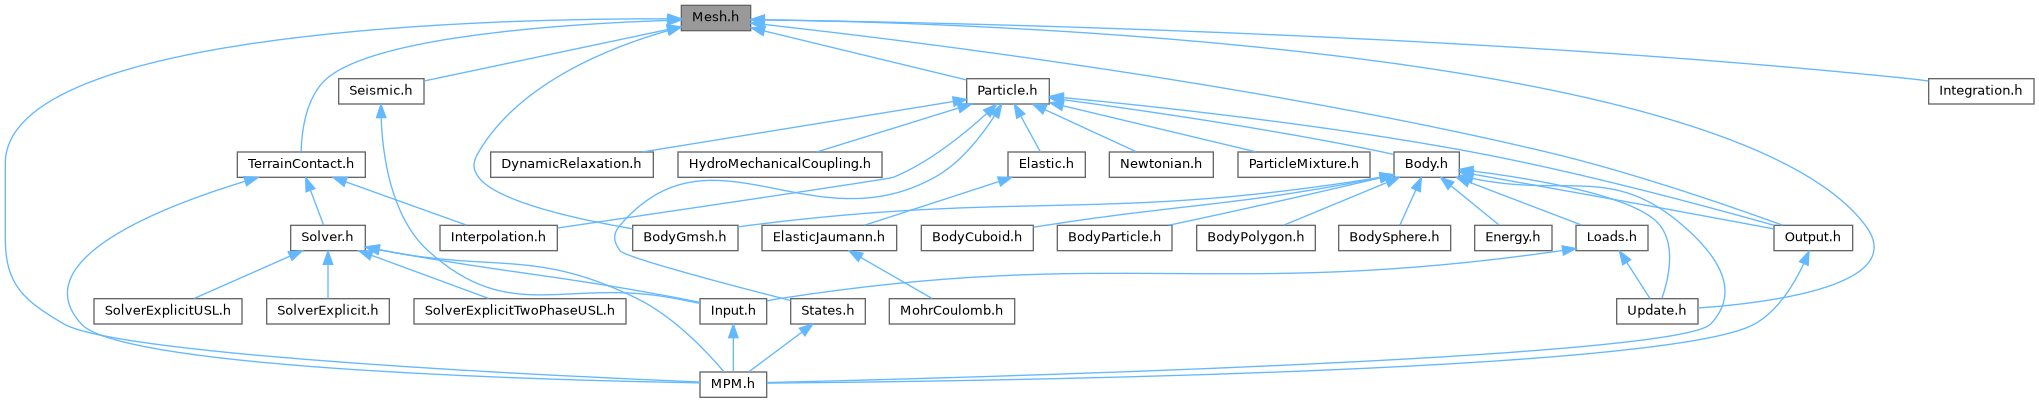 Mesh.h
Seismic.h
Particle.h
Integration.h
TerrainContact.h
DynamicRelaxation.h
HydroMechanicalCoupling.h
Elastic.h
Newtonian.h
ParticleMixture.h
Body.h
Solver.h
Interpolation.h
BodyGmsh.h
ElasticJaumann.h
BodyCuboid.h
BodyParticle.h
BodyPolygon.h
BodySphere.h
Energy.h
Loads.h
Output.h
SolverExplicitUSL.h
SolverExplicit.h
SolverExplicitTwoPhaseUSL.h
Input.h
States.h
MohrCoulomb.h
Update.h
MPM.h